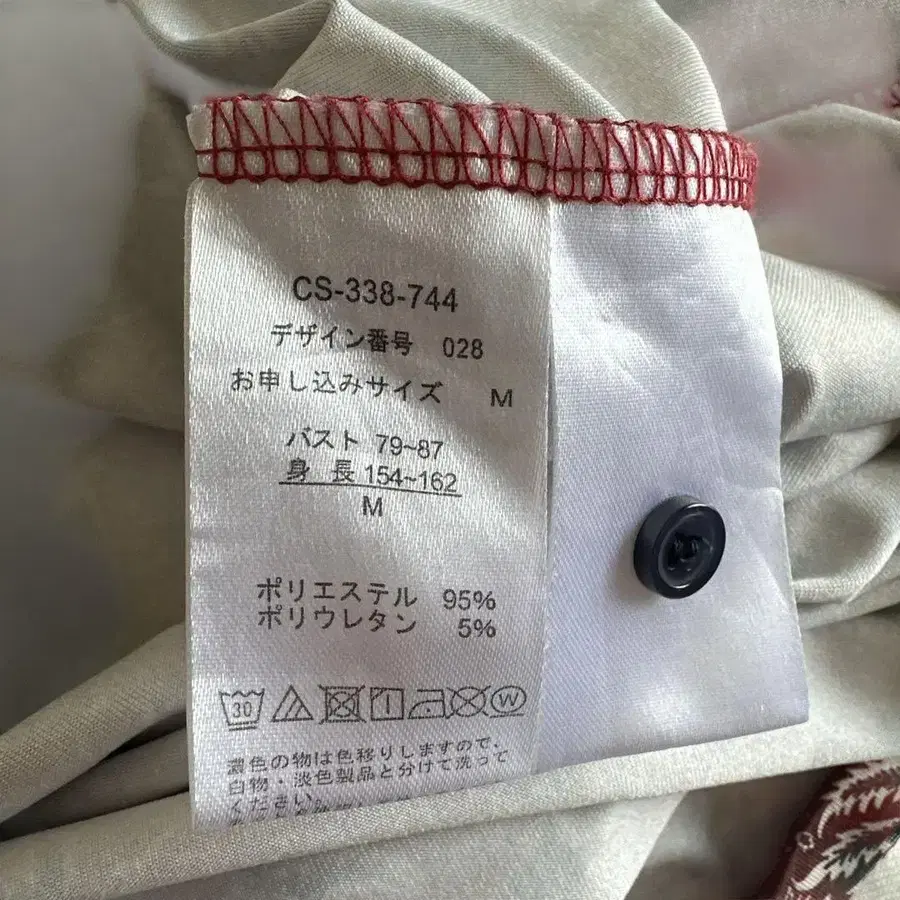 CS-338-744
デザイン番号 028
お申し込みサイズ M
バスト 79~87
身 長 154~162
M
ポリエステル 95%
ポリウレタン 5%
30
W
濃色の物は色移りしますので、
白物・淡色製品と分けて洗って
ください。